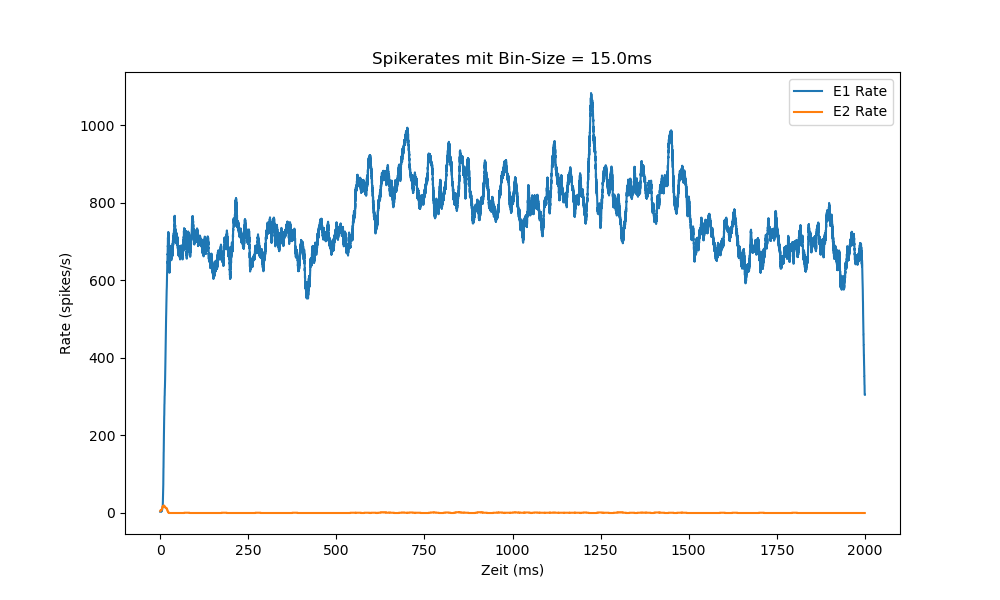 Spikerates mit Bin-Size = 15.0ms
E1 Rate
E2 Rate
Rate (spikes/s)
1000
800
600
400
200
0
0 250 500 750 1000 1250 1500 1750 2000
Zeit (ms)